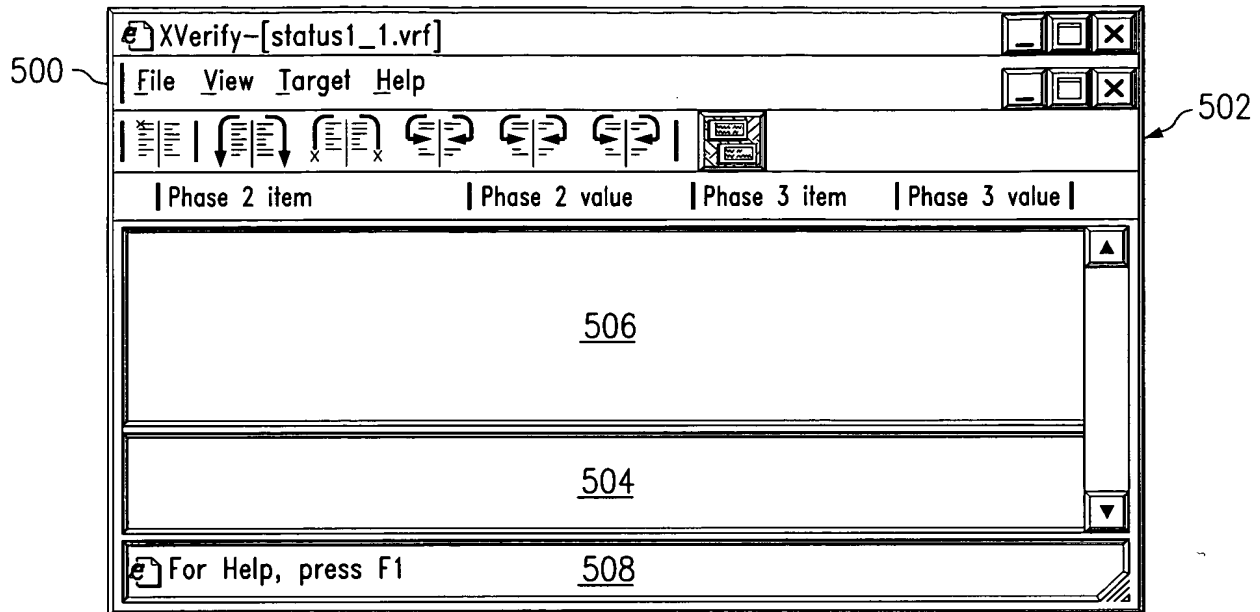 XVerify-[status1_1.vrf]
500
File View Target Help
502
Phase 2 item Phase 2 value Phase 3 item Phase 3 value
506
504
For Help, press F1 508